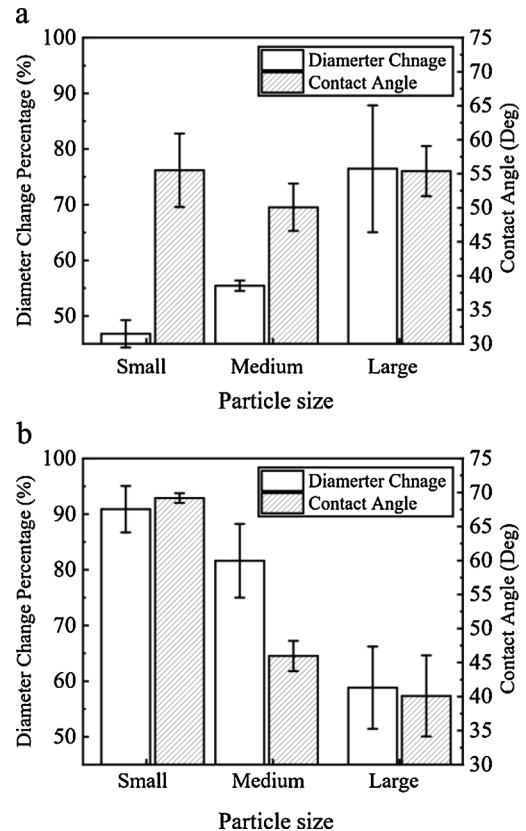 a
Diamerter Chnage
Contact Angle
Diameter Change Percentage (%)
100
90
80
70
60
50
75
70
65
60
55
50
45
40
35
30
Contact Angle (Deg)
Small Medium Large
Particle size
b
Diamerter Chnage
Contact Angle
Diameter Change Percentage (%)
100
90
80
70
60
50
75
70
65
60
55
50
45
40
35
30
Contact Angle (Deg)
Small Medium Large
Particle size